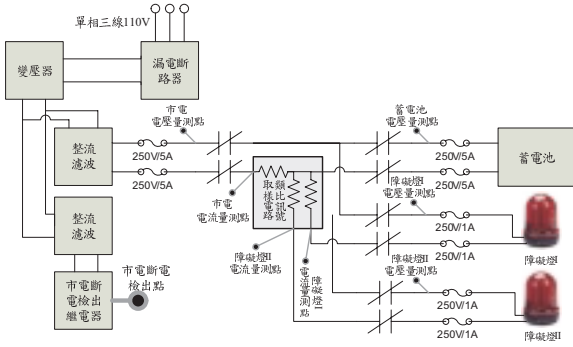 單相三線110V
變壓器
漏電斷
路器
市電
電壓量測點
蓄電池
電壓量測點
整流
濾波
250V/5A
250V/5A
250V/5A
250V/5A
蓄電池
類比訊號
取樣電路
市電
電流量測點
障礙燈I
電壓量測點
整流
濾波
障礙燈II
電流量測點
障礙燈I
電流量測點
250V/1A
250V/1A
障礙燈I
障礙燈II
電壓量測點
市電斷
電檢出
繼電器
市電斷電
檢出點
250V/1A
250V/1A
障礙燈II